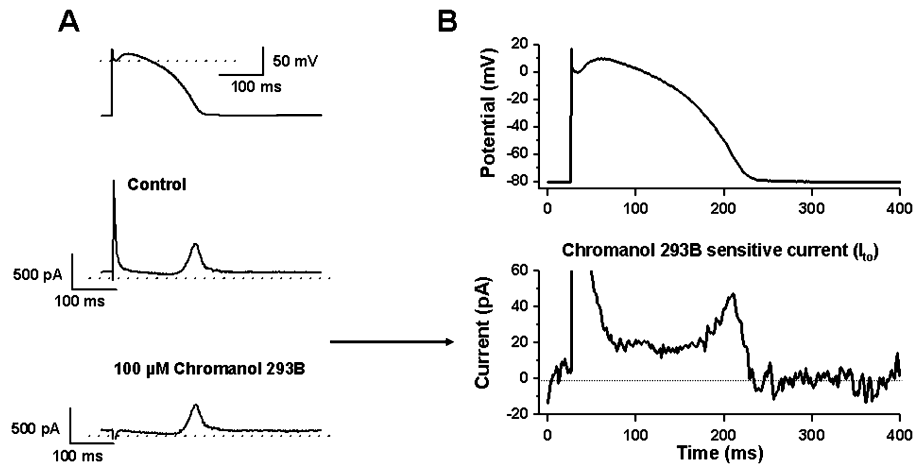 A
50 mV
100 ms
Control
500 pA
100 ms
100 µM Chromanol 293B
500 pA
100 ms
B
Potential (mV)
20
0
-20
-40
-60
-80
0 100 200 300 400
Chromanol 293B sensitive current (Ito)
Current (pA)
60
40
20
0
-20
0 100 200 300 400
Time (ms)